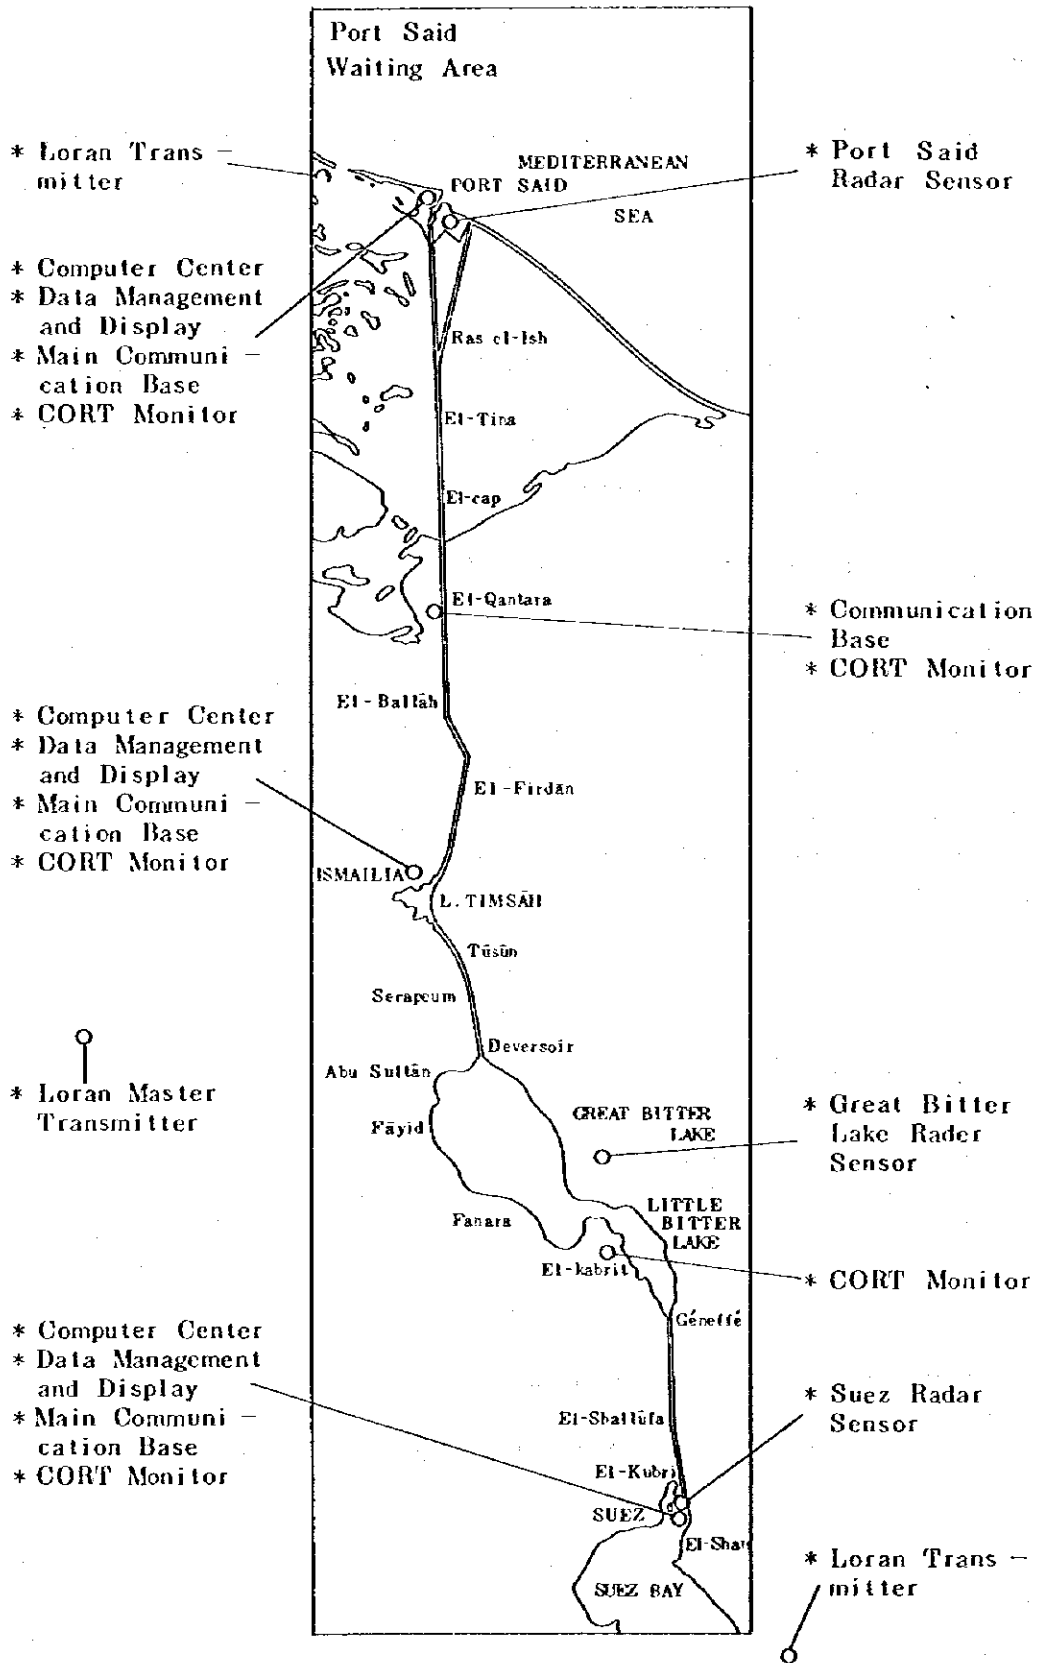 Port Said
Waiting Area
* Loran Trans –
mitter
MEDITERRANEAN
PORT SAID
SEA
* Port Said
Radar Sensor
* Computer Center
* Data Management
and Display
* Main Communi –
cation Base
* CORT Monitor
Ras el-Ish
El-Tina
El-cap
El-Qantara
* Communication
Base
* CORT Monitor
El-Ballāh
* Computer Center
* Data Management
and Display
* Main Communi –
cation Base
* CORT Monitor
El-Firdān
ISMAILIA
L. TIMSĀH
Tūsūn
Serapeum
Deversoir
Abu Sultān
* Loran Master
Transmitter
Fāyid
GREAT BITTER
LAKE
* Great Bitter
Lake Rader
Sensor
Fanara
LITTLE
BITTER
LAKE
El-kabrit
* CORT Monitor
Géneffé
* Computer Center
* Data Management
and Display
* Main Communi –
cation Base
* CORT Monitor
El-Shallūfa
* Suez Radar
Sensor
El-Kubri
SUEZ
El-Shat
SUEZ BAY
* Loran Trans –
mitter